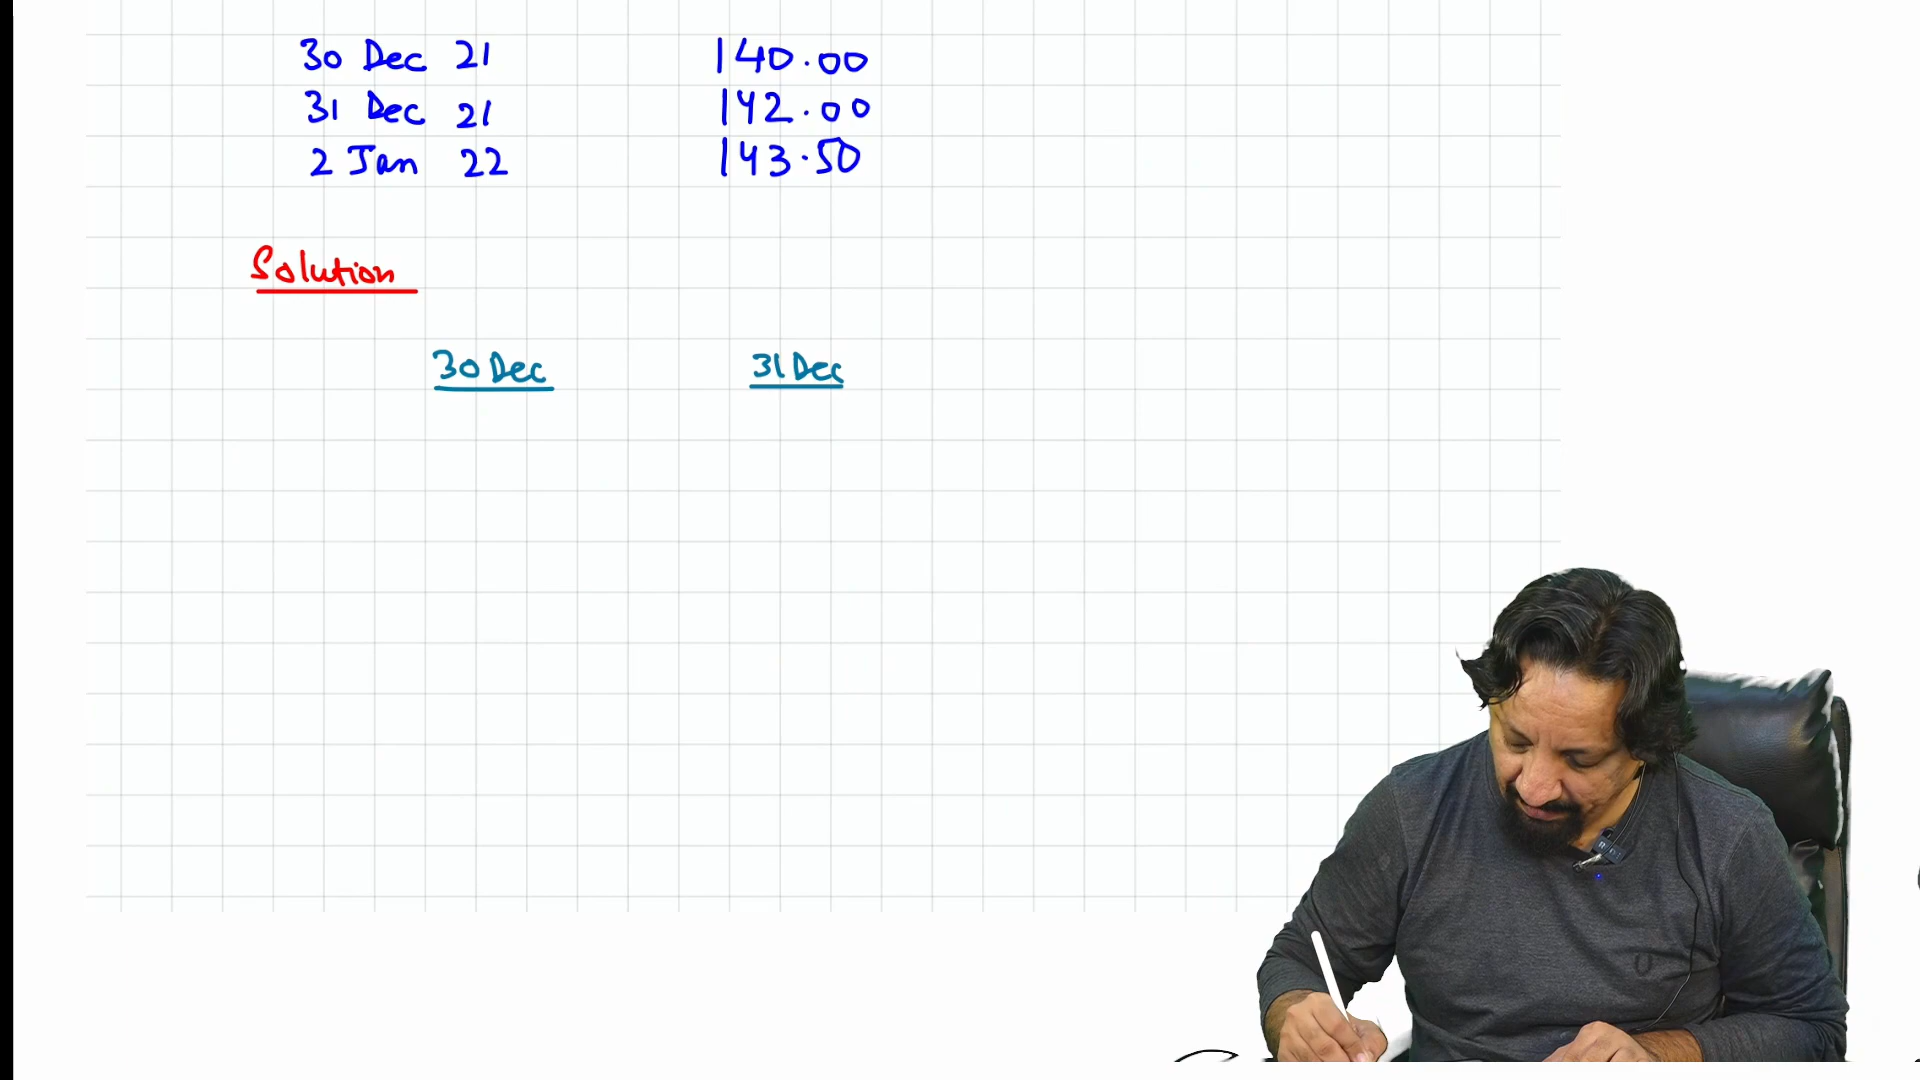 30 Dec 21 140.00
31 Dec 21 142.00
2 Jan 22 143.50
Solution
30 Dec 31 Dec